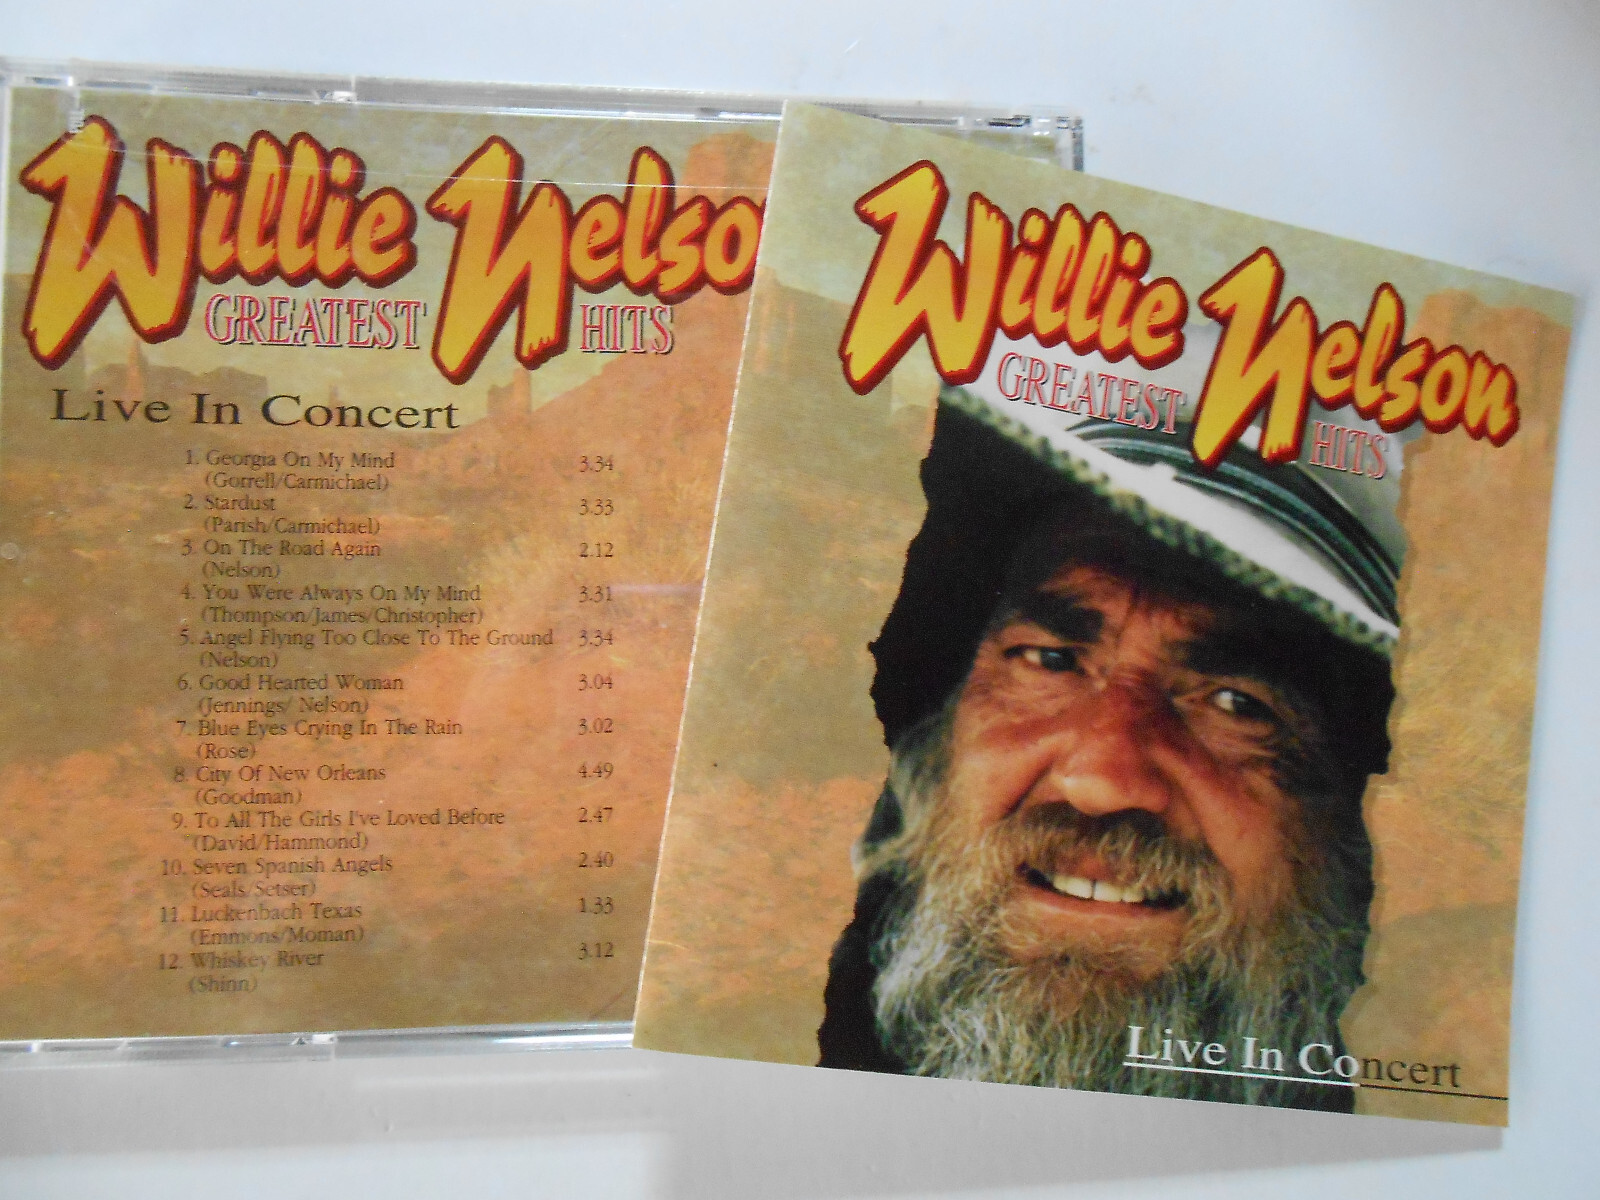 Willie Nelso
GREATEST HITS
Live In Concert
1. Georgia On My Mind 3.34
(Gorrell/Carmichael)
2. Stardust 3.33
(Parish/Carmichael)
3. On The Road Again 2.12
(Nelson)
4. You Were Always On My Mind 3.31
(Thompson/James/Christopher)
5. Angel Flying Too Close To The Ground 3.34
(Nelson)
6. Good Hearted Woman 3.04
(Jennings/ Nelson)
7. Blue Eyes Crying In The Rain 3.02
(Rose)
8. City Of New Orleans 4.49
(Goodman)
9. To All The Girls I've Loved Before 2.47
(David/Hammond)
10. Seven Spanish Angels 2.40
(Seals/Setser)
11. Luckenbach Texas 1.33
(Emmons/Moman)
12. Whiskey River 3.12
(Shinn)
Willie Nelson
GREATEST HITS
Live In Concert